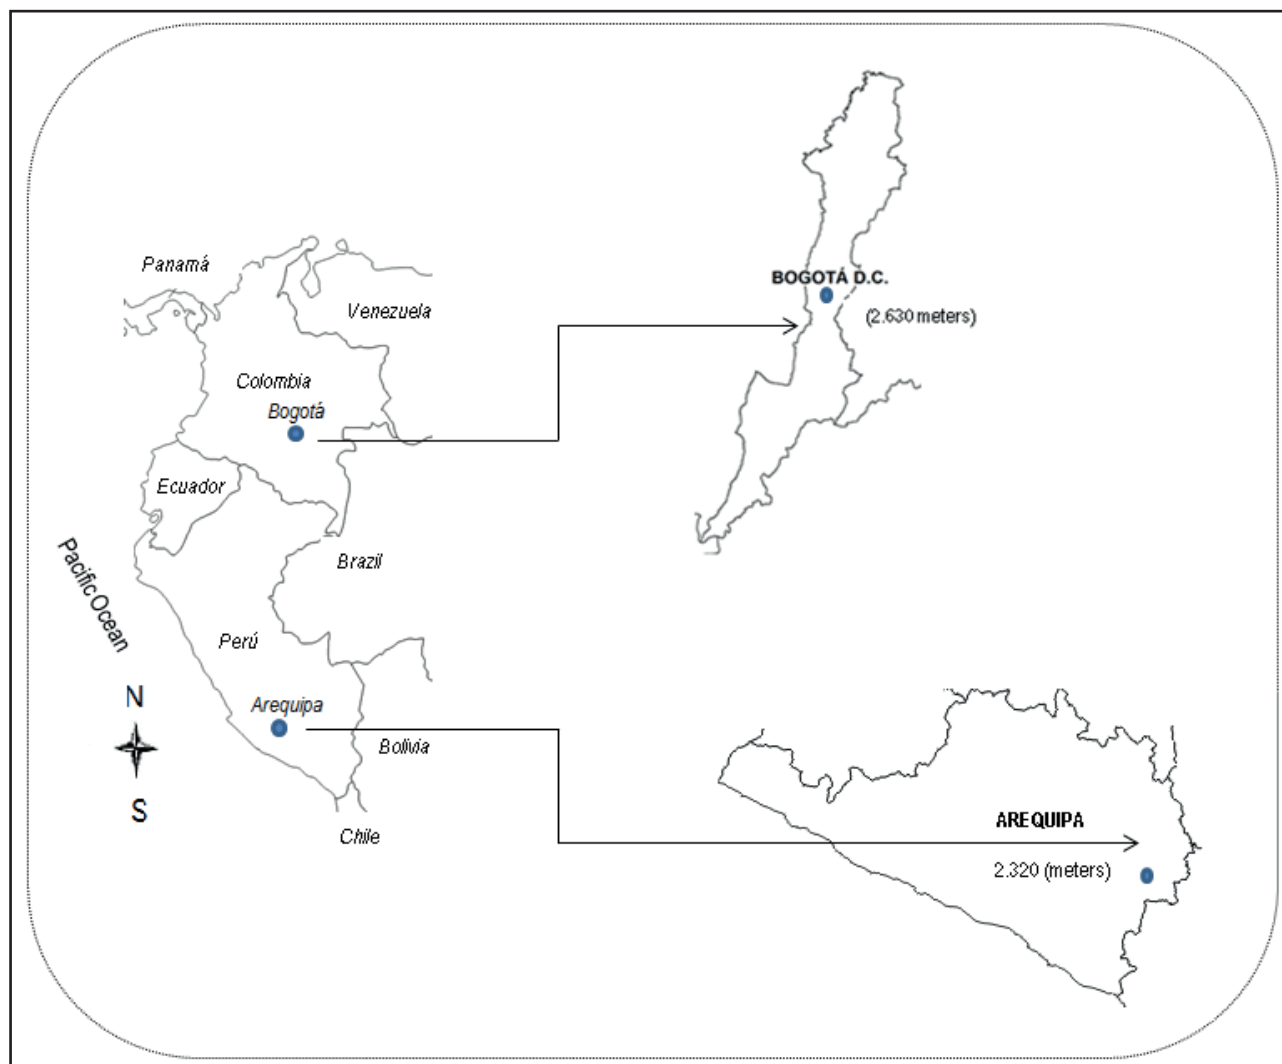 Panamá
Venezuela
Colombia
Bogotá
Ecuador
Pacific Ocean
Brazil
Perú
N
S
Arequipa
Bolivia
Chile
BOGOTÁ D.C.
(2.630 meters)
AREQUIPA
2.320 (meters)